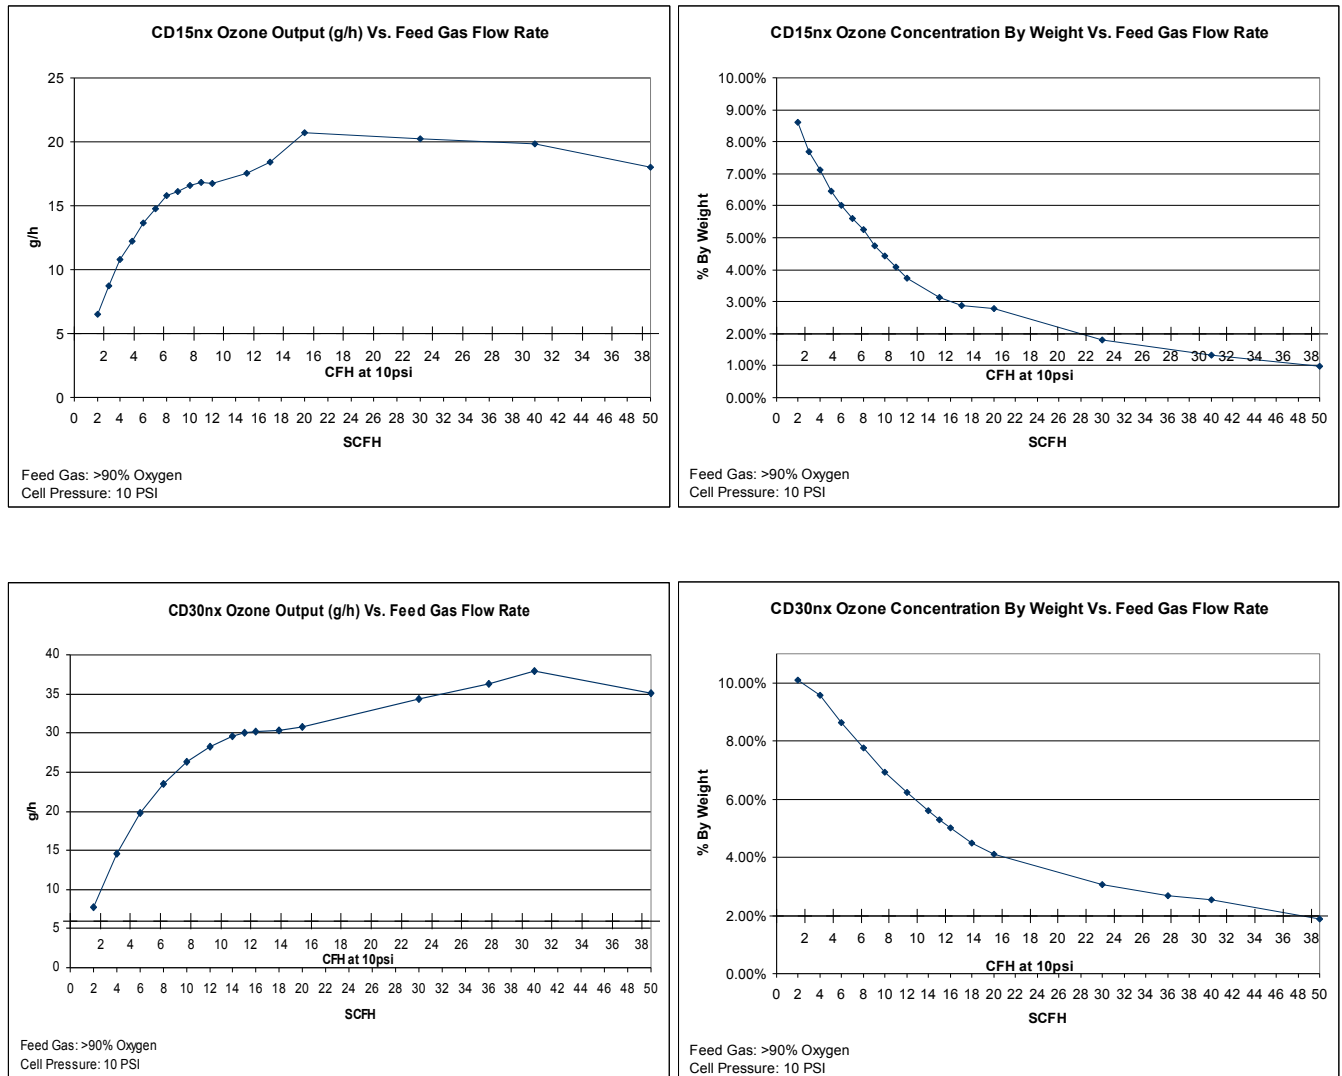 CD15nx Ozone Output (g/h) Vs. Feed Gas Flow Rate
25
20
15
10
5
0
g/h
2 4 6 8 10 12 14 16 18 20 22 24 26 28 30 32 34 36 38
CFH at 10psi
0 2 4 6 8 10 12 14 16 18 20 22 24 26 28 30 32 34 36 38 40 42 44 46 48 50
SCFH
Feed Gas: >90% Oxygen
Cell Pressure: 10 PSI
CD15nx Ozone Concentration By Weight Vs. Feed Gas Flow Rate
10.00%
9.00%
8.00%
7.00%
6.00%
5.00%
4.00%
3.00%
2.00%
1.00%
0.00%
% By Weight
2 4 6 8 10 12 14 16 18 20 22 24 26 28 30 32 34 36 38
CFH at 10psi
0 2 4 6 8 10 12 14 16 18 20 22 24 26 28 30 32 34 36 38 40 42 44 46 48 50
SCFH
Feed Gas: >90% Oxygen
Cell Pressure: 10 PSI
CD30nx Ozone Output (g/h) Vs. Feed Gas Flow Rate
40
35
30
25
20
15
10
5
0
g/h
2 4 6 8 10 12 14 16 18 20 22 24 26 28 30 32 34 36 38
CFH at 10psi
0 2 4 6 8 10 12 14 16 18 20 22 24 26 28 30 32 34 36 38 40 42 44 46 48 50
SCFH
Feed Gas: >90% Oxygen
Cell Pressure: 10 PSI
CD30nx Ozone Concentration By Weight Vs. Feed Gas Flow Rate
10.00%
8.00%
6.00%
4.00%
2.00%
0.00%
% By Weight
2 4 6 8 10 12 14 16 18 20 22 24 26 28 30 32 34 36 38
CFH at 10psi
0 2 4 6 8 10 12 14 16 18 20 22 24 26 28 30 32 34 36 38 40 42 44 46 48 50
SCFH
Feed Gas: >90% Oxygen
Cell Pressure: 10 PSI